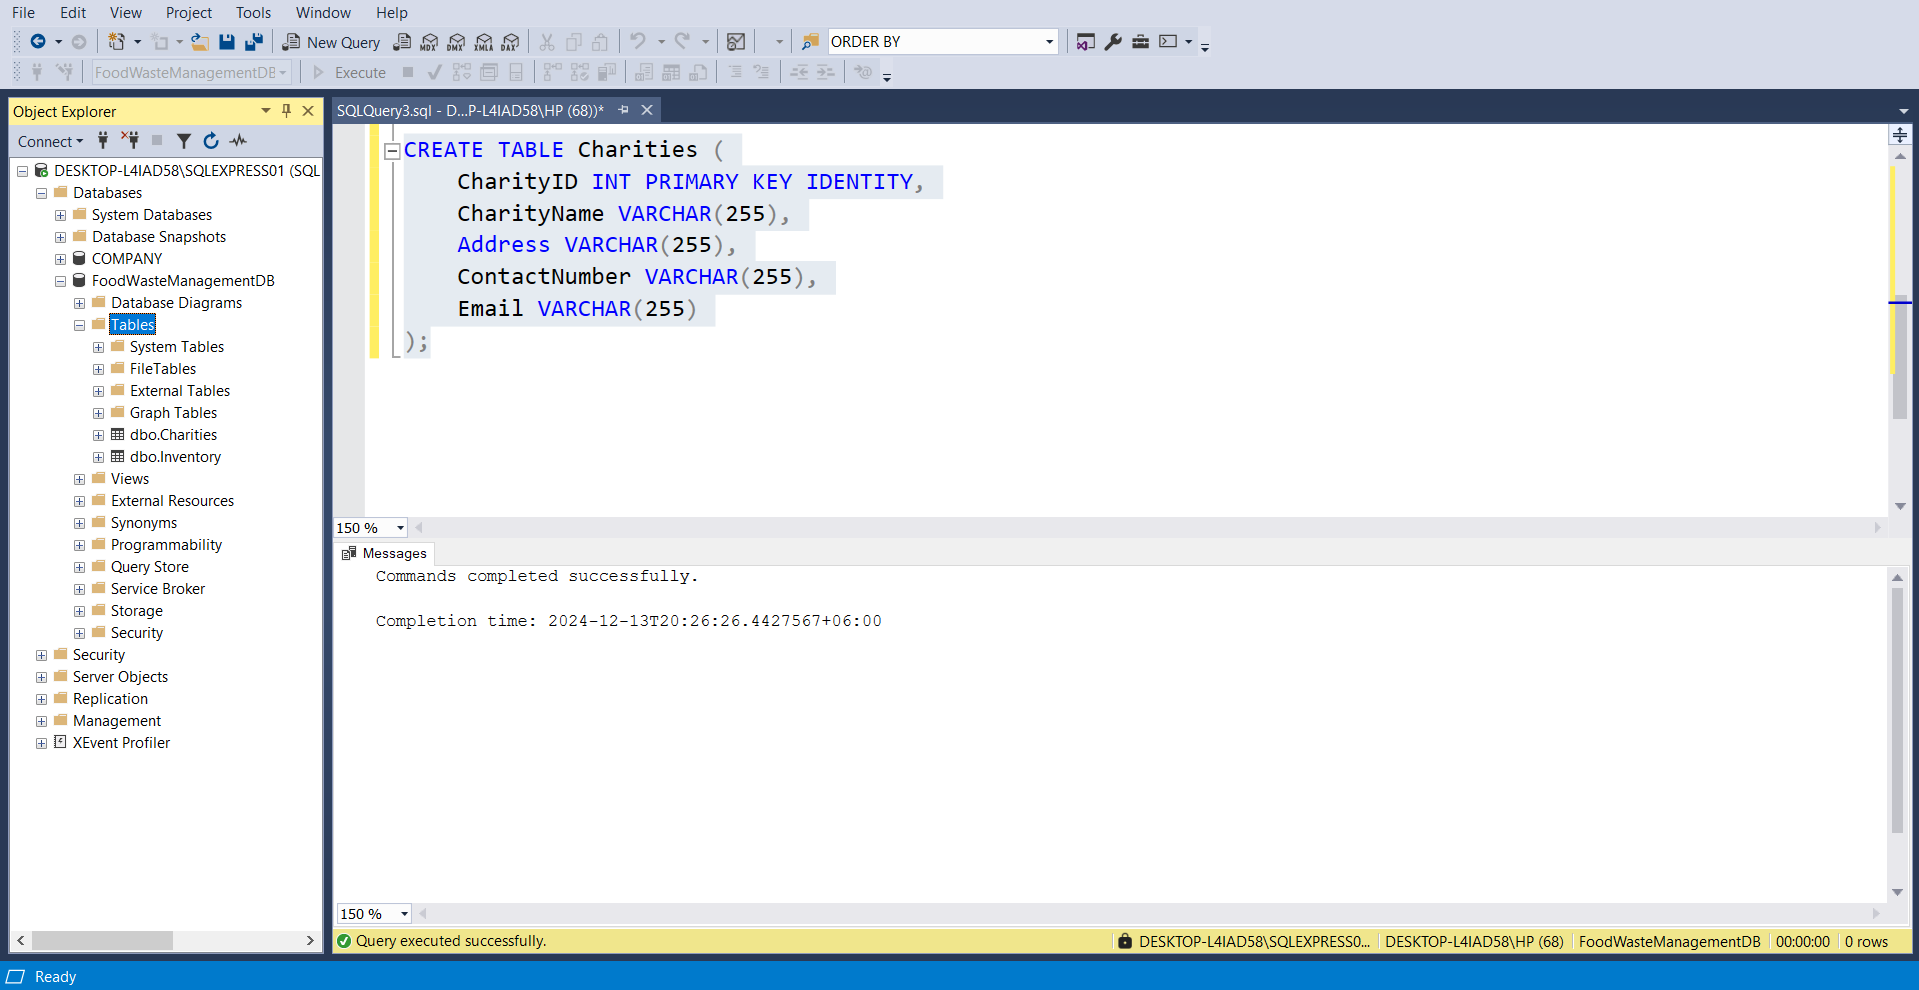 File Edit View Project Tools Window Help
New Query MDX DMX XMLA DAX ORDER BY
FoodWasteManagementDB Execute
Object Explorer
Connect
DESKTOP-L4IAD58\SQLEXPRESS01 (SQL
Databases
System Databases
Database Snapshots
COMPANY
FoodWasteManagementDB
Database Diagrams
Tables
System Tables
FileTables
External Tables
Graph Tables
dbo.Charities
dbo.Inventory
Views
External Resources
Synonyms
Programmability
Query Store
Service Broker
Storage
Security
Security
Server Objects
Replication
Management
XEvent Profiler
SQLQuery3.sql - D...P-L4IAD58\HP (68))*
CREATE TABLE Charities (
CharityID INT PRIMARY KEY IDENTITY,
CharityName VARCHAR(255),
Address VARCHAR(255),
ContactNumber VARCHAR(255),
Email VARCHAR(255)
);
150 %
Messages
Commands completed successfully.
Completion time: 2024-12-13T20:26:26.4427567+06:00
150 %
Query executed successfully. DESKTOP-L4IAD58\SQLEXPRESS0... DESKTOP-L4IAD58\HP (68) FoodWasteManagementDB 00:00:00 0 rows
Ready